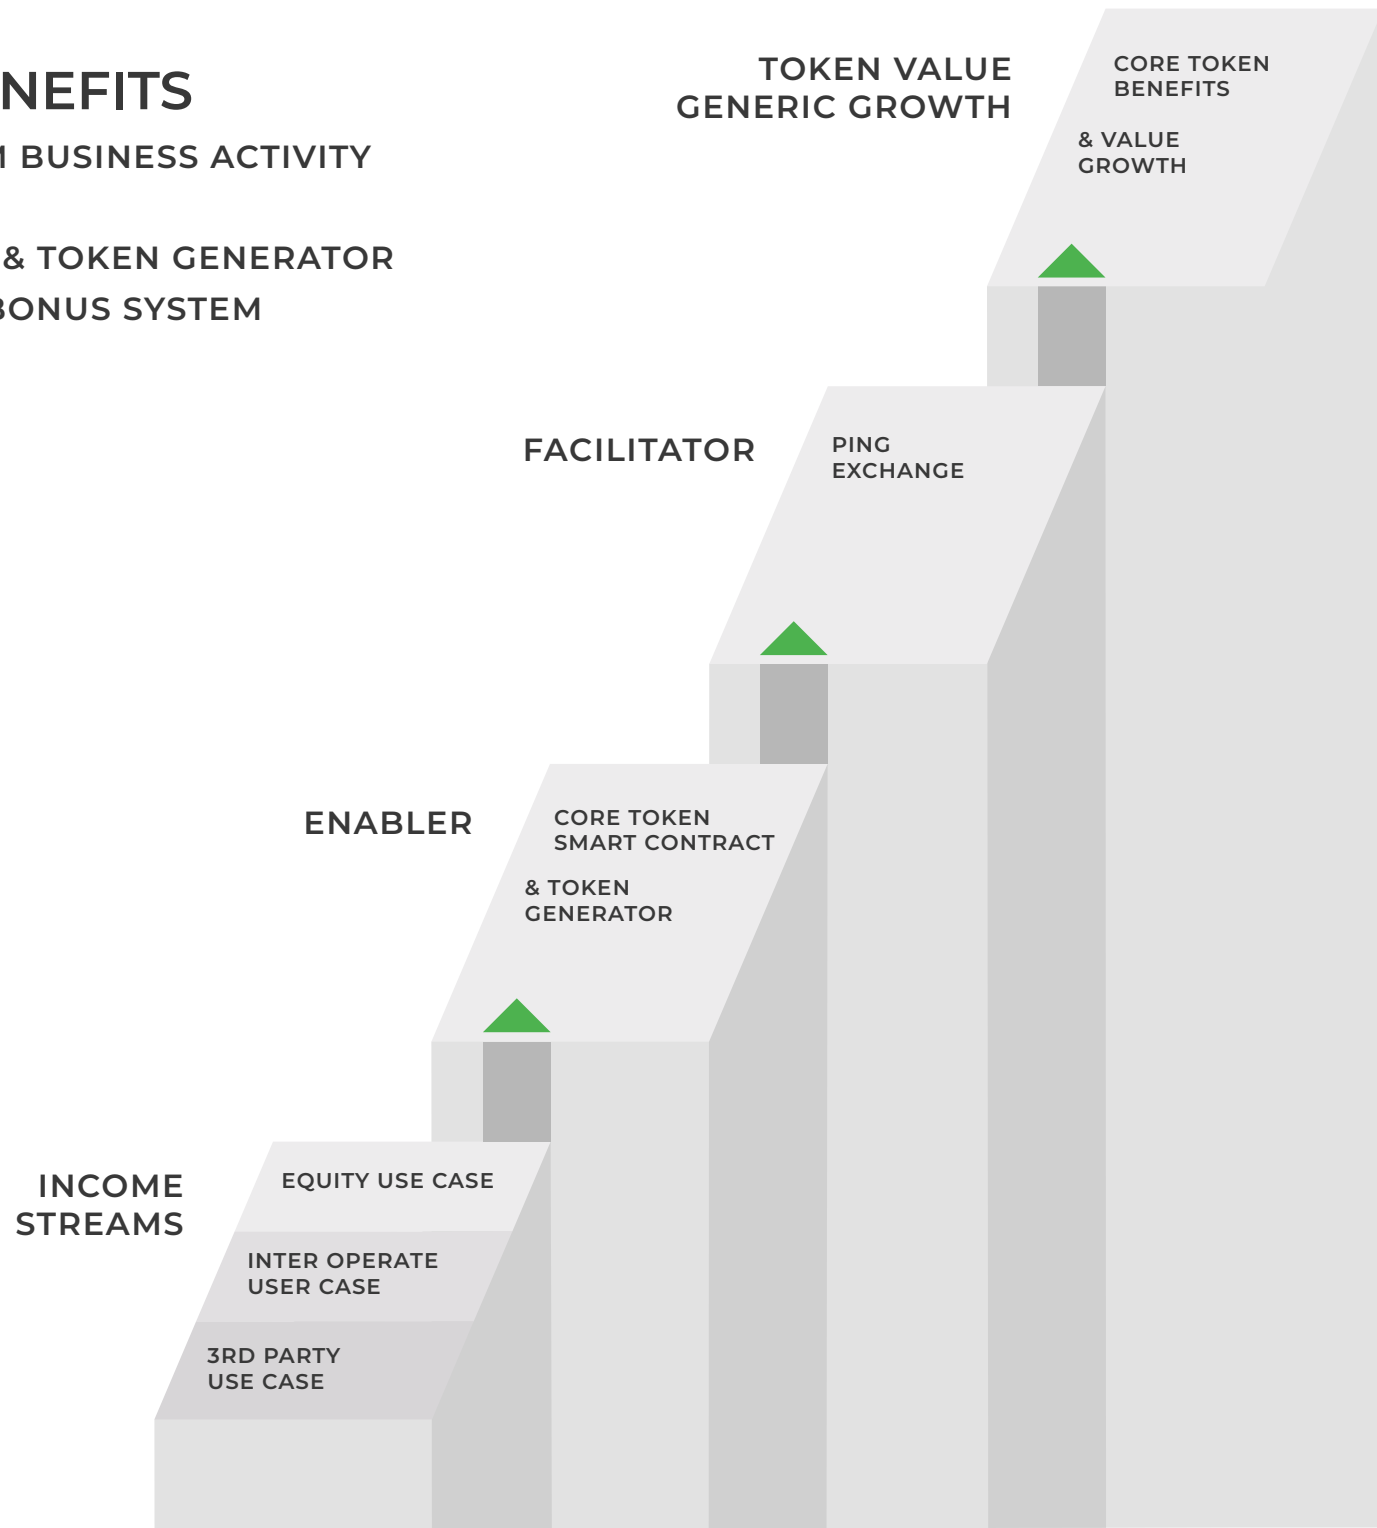 NEFITS
BUSINESS ACTIVITY
& TOKEN GENERATOR
BONUS SYSTEM
TOKEN VALUE
GENERIC GROWTH
CORE TOKEN
BENEFITS
& VALUE
GROWTH
FACILITATOR
PING
EXCHANGE
ENABLER
CORE TOKEN
SMART CONTRACT
& TOKEN
GENERATOR
INCOME
STREAMS
EQUITY USE CASE
INTER OPERATE
USER CASE
3RD PARTY
USE CASE